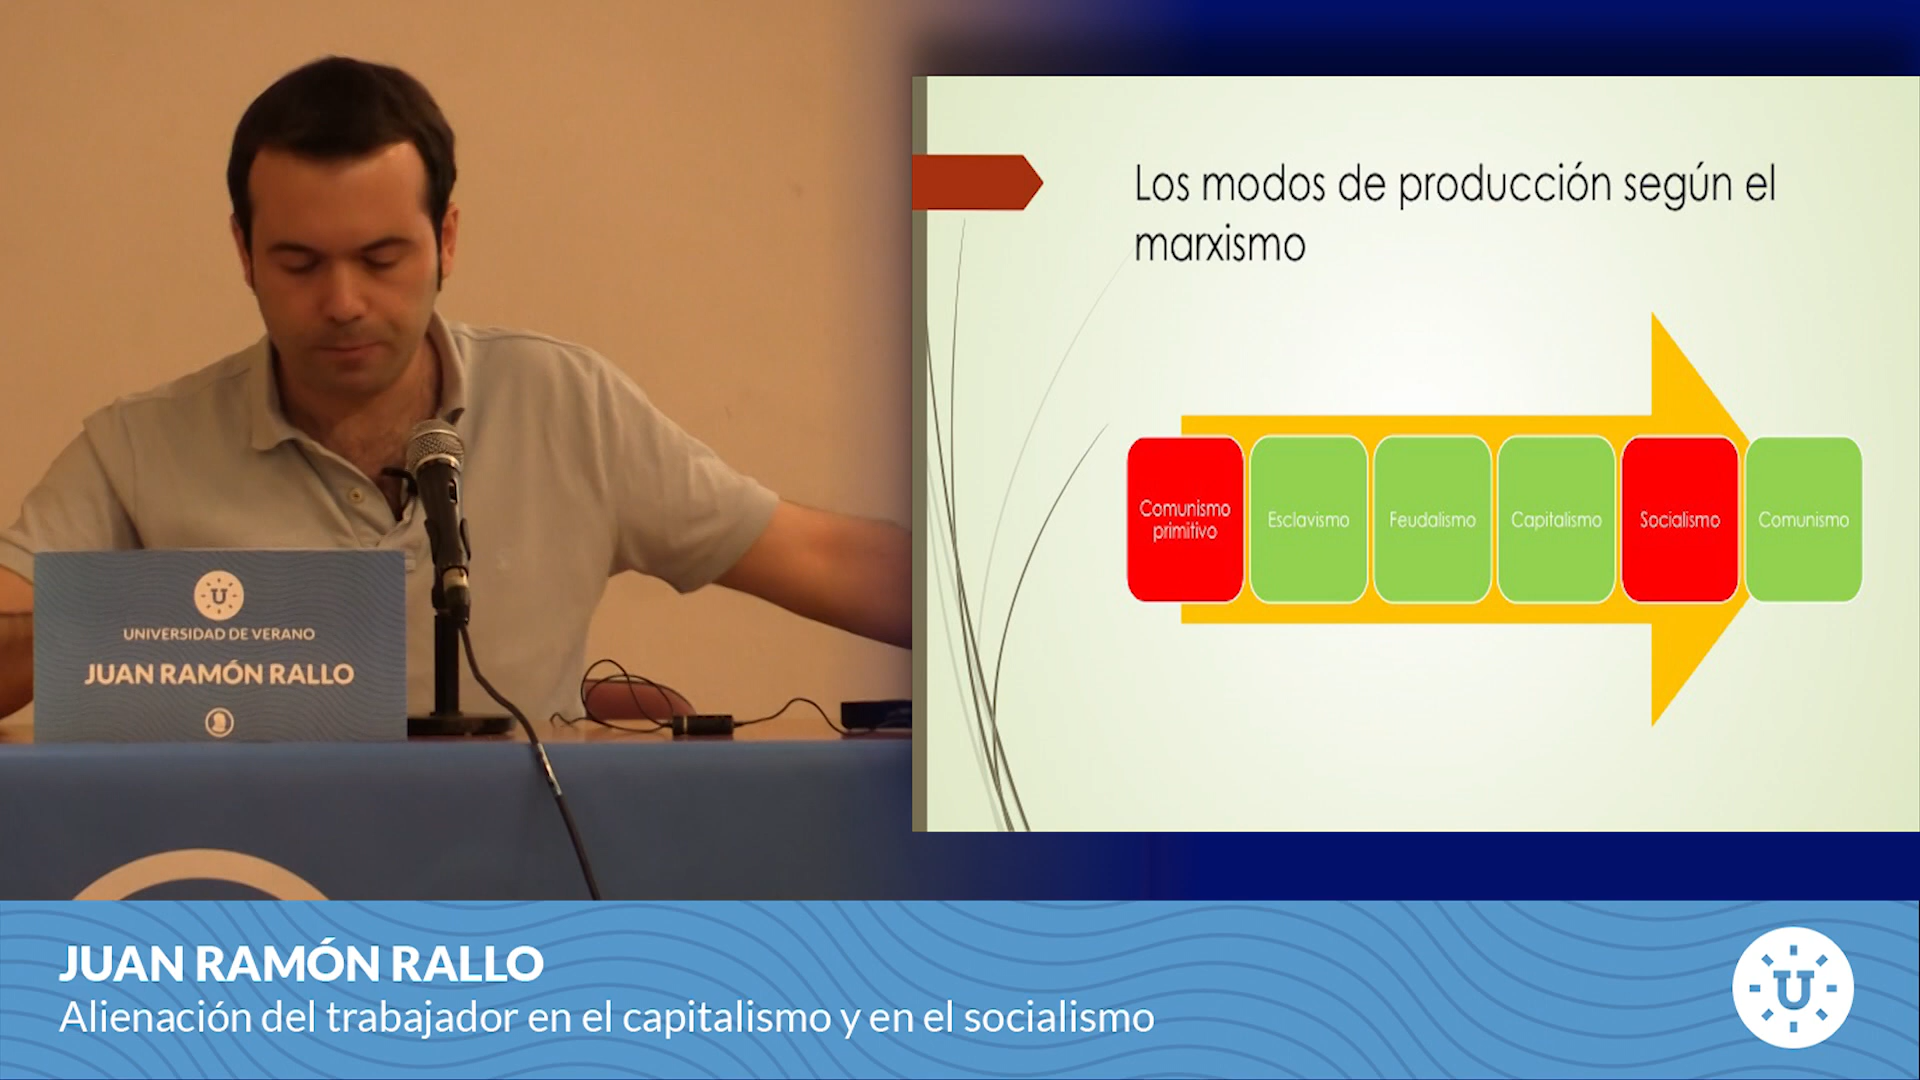 Los modos de producción según el
marxismo
Comunismo
primitivo
Esclavismo
Feudalismo
Capitalismo
Socialismo
Comunismo
U
UNIVERSIDAD DE VERANO
JUAN RAMÓN RALLO
JUAN RAMÓN RALLO
Alienación del trabajador en el capitalismo y en el socialismo
U